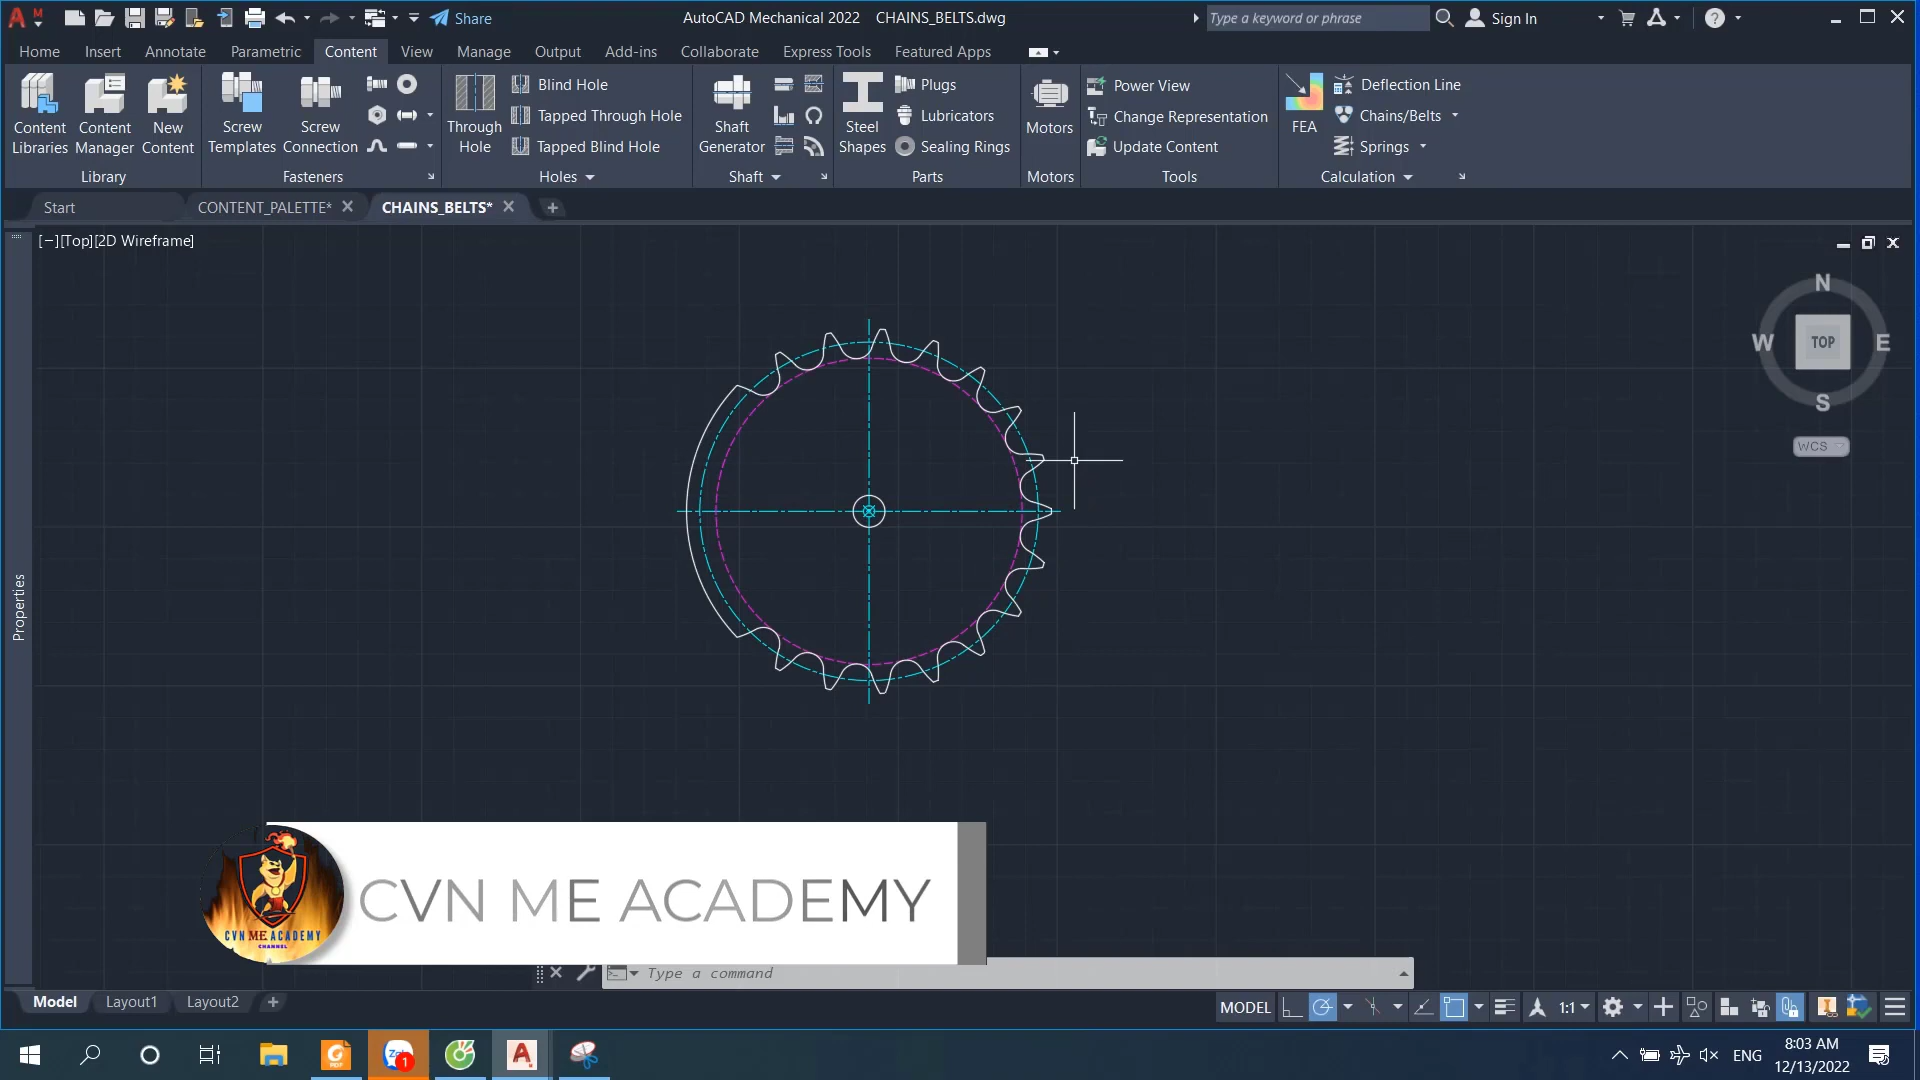 Share
AutoCAD Mechanical 2022 CHAINS_BELTS.dwg
Type a keyword or phrase
Sign In
Home Insert Annotate Parametric Content View Manage Output Add-ins Collaborate Express Tools Featured Apps
Content Libraries
Content Manager
New Content
Library
Screw Templates
Screw Connection
Fasteners
Through Hole
Blind Hole
Tapped Through Hole
Tapped Blind Hole
Holes
Shaft Generator
Shaft
Steel Shapes
Plugs
Lubricators
Sealing Rings
Parts
Motors
Motors
Power View
Change Representation
Update Content
Tools
FEA
Deflection Line
Chains/Belts
Springs
Calculation
Start CONTENT_PALETTE* CHAINS_BELTS*
[−][Top][2D Wireframe]
N
W TOP E
S
WCS
Properties
CVN ME ACADEMY
CVN ME ACADEMY
CHANNEL
Type a command
Model Layout1 Layout2
MODEL 1:1
ENG
8:03 AM
12/13/2022